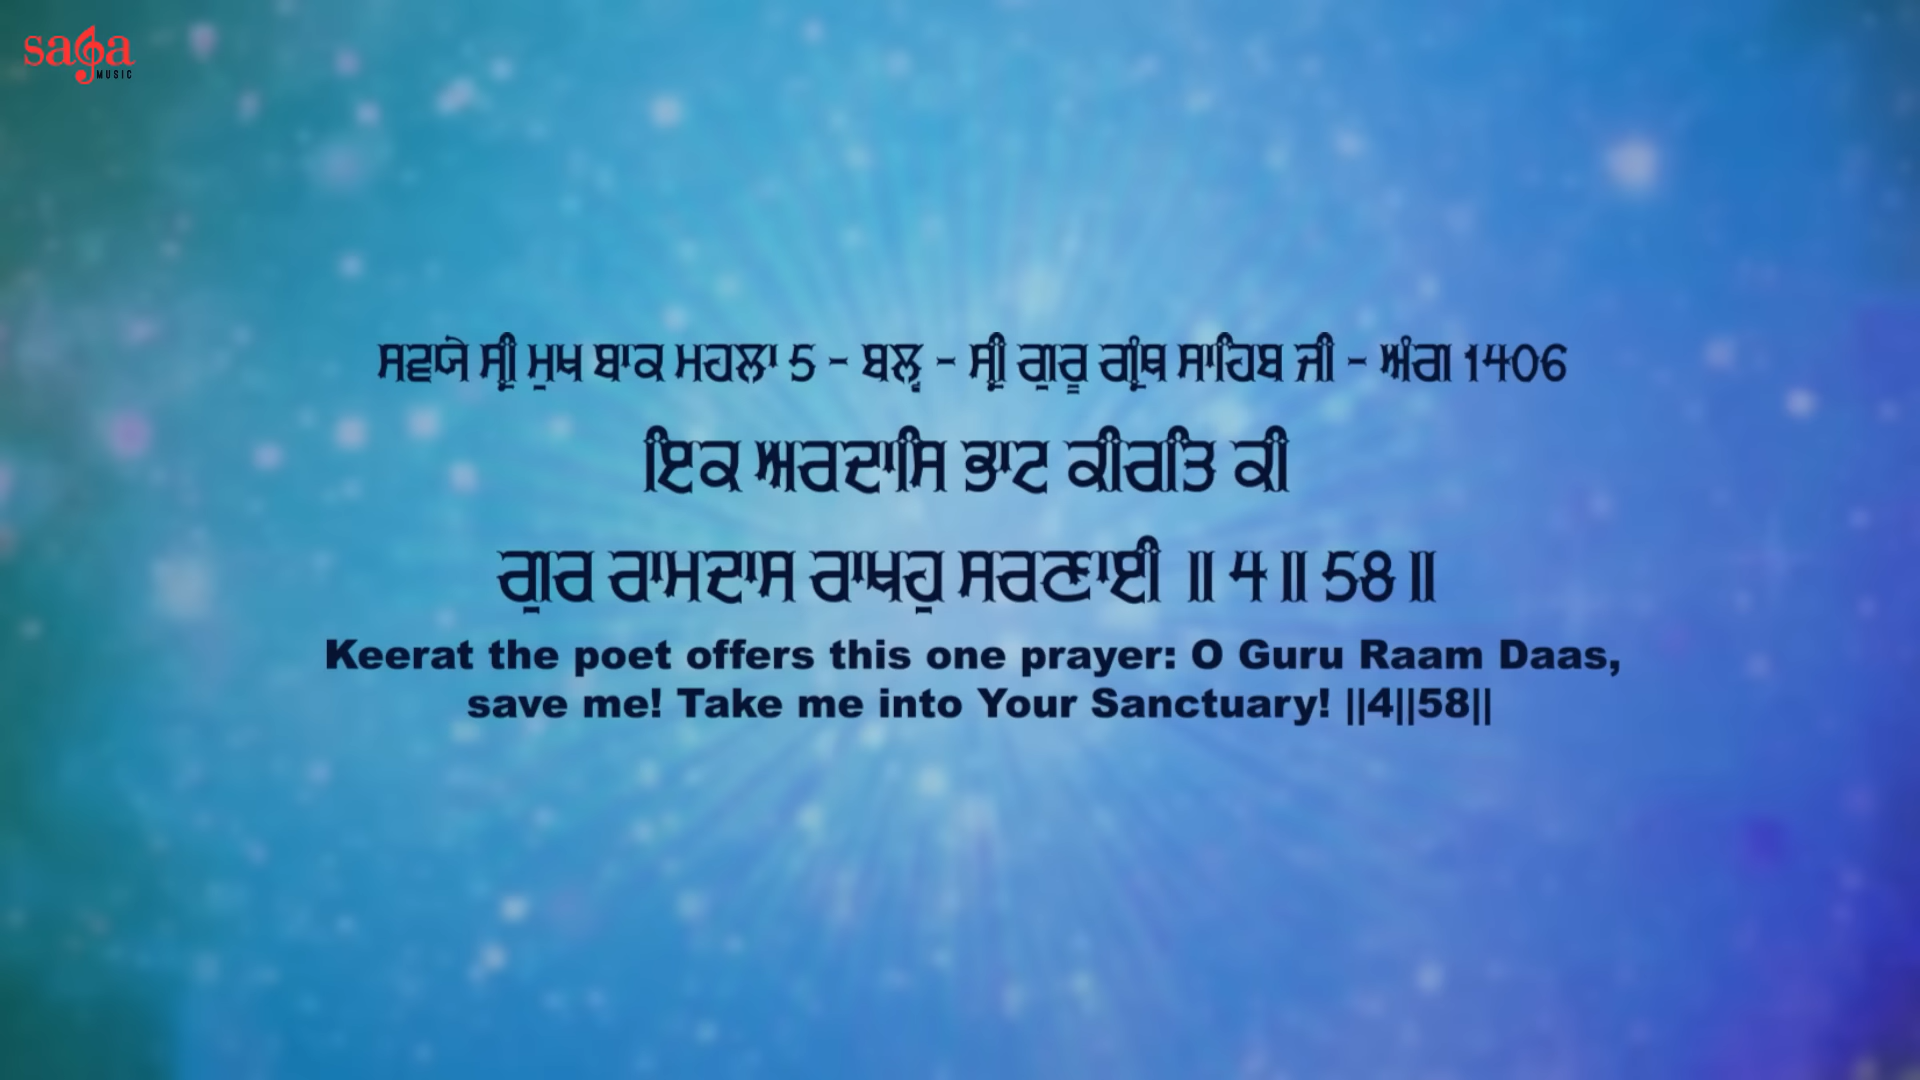 saga
MUSIC
ਸਵਯੇ ਸ੍ਰੀ ਮੁਖ ਬਾਕ ਮਹਲਾ 5 - ਬਲੵ - ਸ੍ਰੀ ਗੁਰੂ ਗ੍ਰੰਥ ਸਾਹਿਬ ਜੀ - ਅੰਗ 1406
ਇਕ ਅਰਦਾਸਿ ਭਾਟ ਕੀਰਤਿ ਕੀ
ਗੁਰ ਰਾਮਦਾਸ ਰਾਖਹੁ ਸਰਣਾਈ ॥ 4 ॥ 58 ॥
Keerat the poet offers this one prayer: O Guru Raam Daas,
save me! Take me into Your Sanctuary! ||4||58||